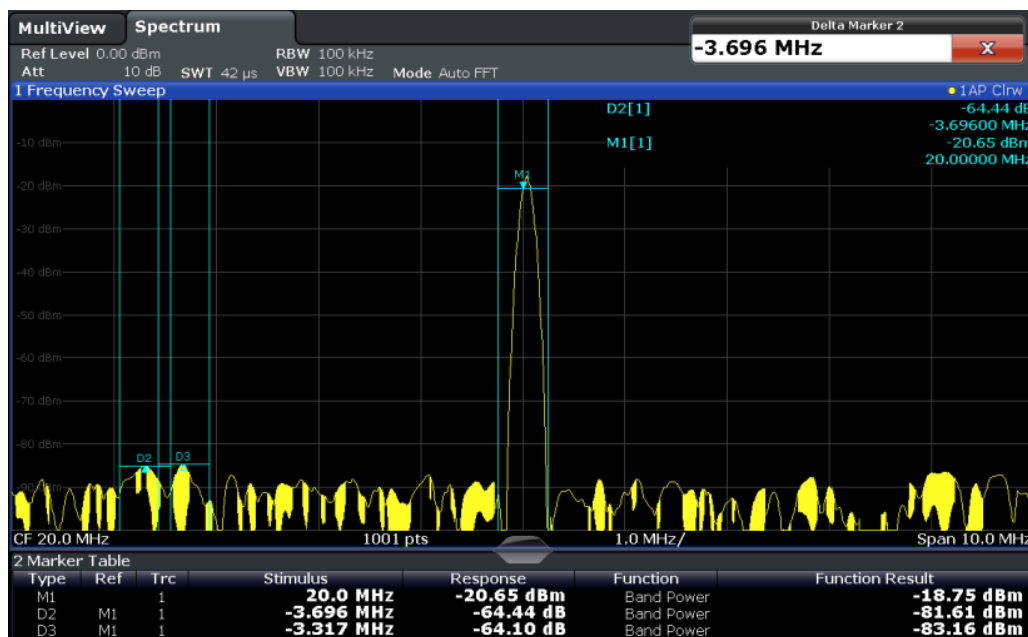 MultiView Spectrum
Delta Marker 2
-3.696 MHz X
Ref Level 0.00 dBm RBW 100 kHz
Att 10 dB SWT 42 µs VBW 100 kHz Mode Auto FFT
1 Frequency Sweep 1AP Clrw
D2[1] -64.44 dB
-3.69600 MHz
M1[1] -20.65 dBm
20.00000 MHz
-10 dBm
M1
-20 dBm
-30 dBm
-40 dBm
-50 dBm
-60 dBm
-70 dBm
-80 dBm
D2 D3
-90 dBm
CF 20.0 MHz 1001 pts 1.0 MHz/ Span 10.0 MHz
2 Marker Table
Type Ref Trc Stimulus Response Function Function Result
M1 1 20.0 MHz -20.65 dBm Band Power -18.75 dBm
D2 M1 1 -3.696 MHz -64.44 dB Band Power -81.61 dBm
D3 M1 1 -3.317 MHz -64.10 dB Band Power -83.16 dBm